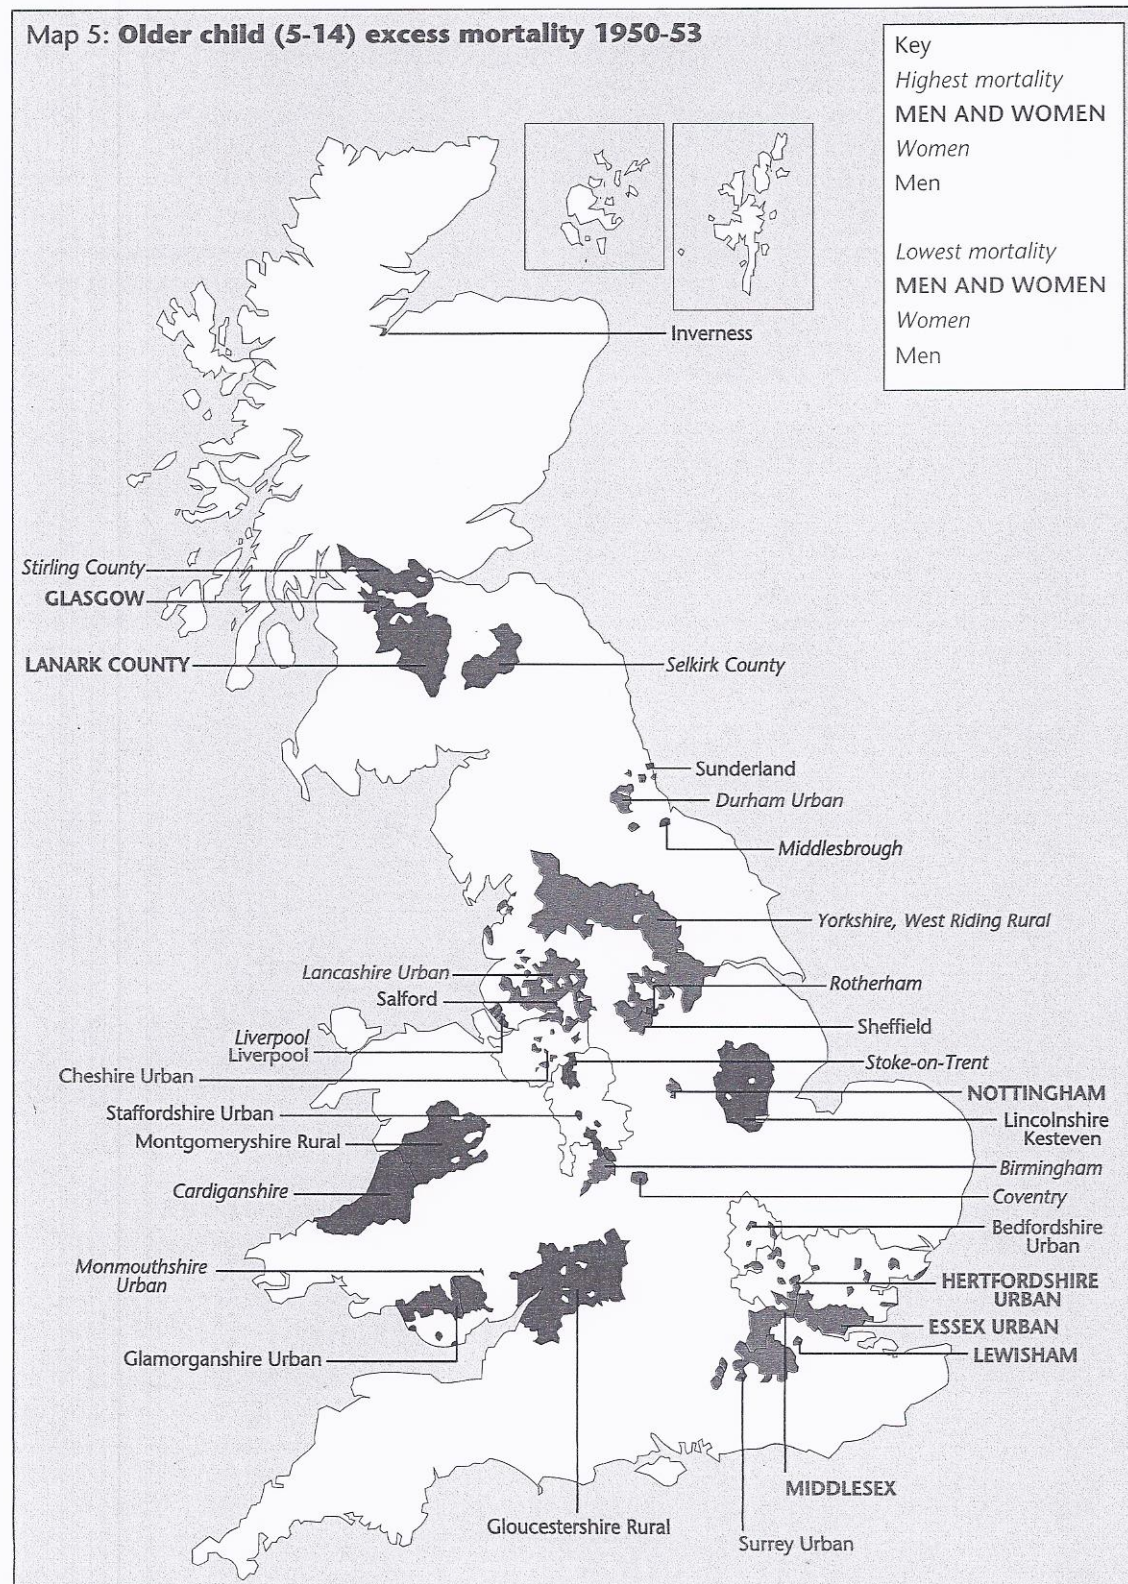 Map 5: Older child (5-14) excess mortality 1950-53
Key
Highest mortality
MEN AND WOMEN
Women
Men
Lowest mortality
MEN AND WOMEN
Women
Men
Inverness
Stirling County
GLASGOW
LANARK COUNTY
Selkirk County
Sunderland
Durham Urban
Middlesbrough
Yorkshire, West Riding Rural
Lancashire Urban
Salford
Rotherham
Sheffield
Liverpool
Liverpool
Cheshire Urban
Stoke-on-Trent
NOTTINGHAM
Staffordshire Urban
Lincolnshire
Kesteven
Montgomeryshire Rural
Birmingham
Cardiganshire
Coventry
Bedfordshire
Urban
Monmouthshire
Urban
HERTFORDSHIRE
URBAN
ESSEX URBAN
LEWISHAM
Glamorganshire Urban
MIDDLESEX
Gloucestershire Rural
Surrey Urban